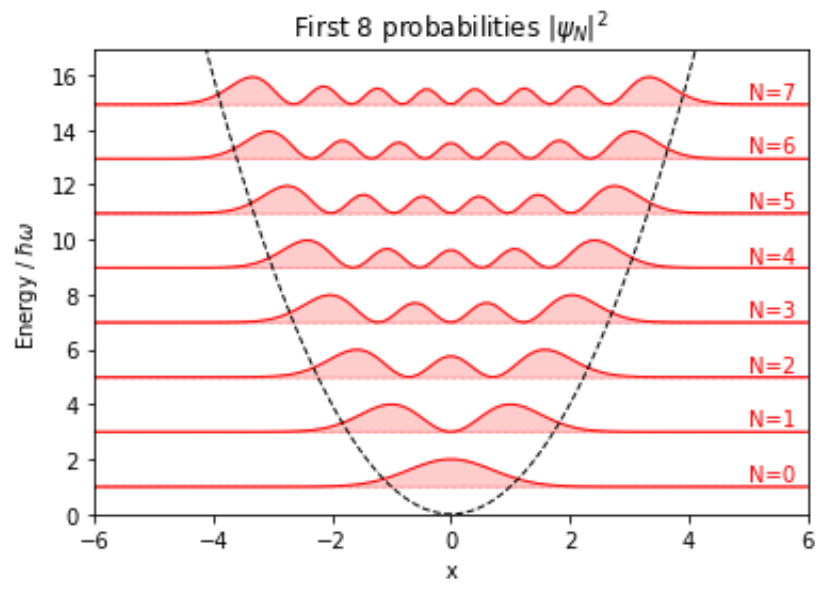 First 8 probabilities |ψ_N|²
16
14
12
10
8
6
4
2
0
Energy / ℏω
N=7
N=6
N=5
N=4
N=3
N=2
N=1
N=0
−6 −4 −2 0 2 4 6
x